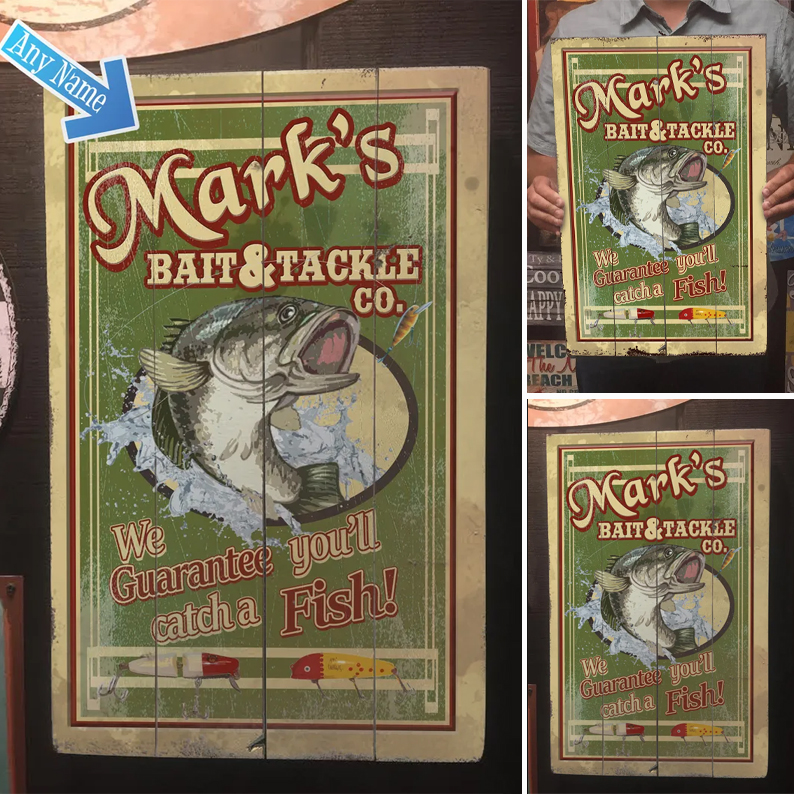 Any Name
Mark's
BAIT & TACKLE
CO.
We
Guarantee you'll
catch a Fish!
Mark's
BAIT & TACKLE
CO.
We
Guarantee you'll
catch a Fish!
Mark's
BAIT & TACKLE
CO.
We
Guarantee you'll
catch a Fish!